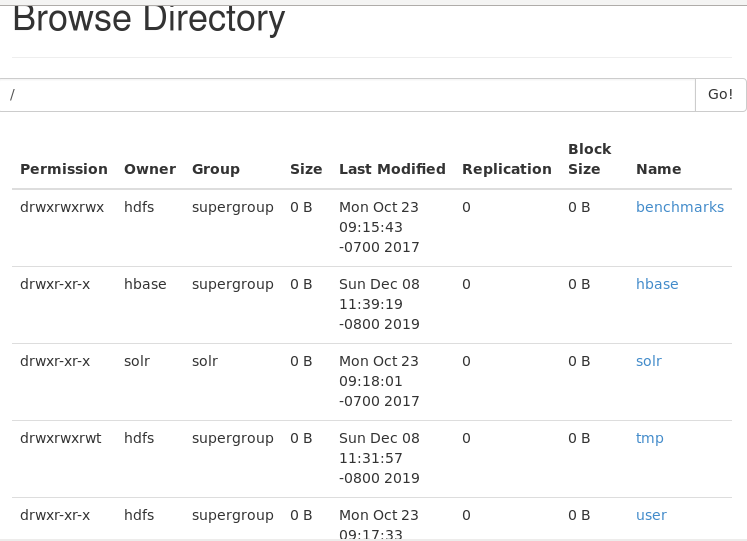 Browse Directory
/ Go!
Permission Owner Group Size Last Modified Replication Block Size Name
drwxrwxrwx hdfs supergroup 0 B Mon Oct 23 0 0 B benchmarks
09:15:43
-0700 2017
drwxr-xr-x hbase supergroup 0 B Sun Dec 08 0 0 B hbase
11:39:19
-0800 2019
drwxr-xr-x solr solr 0 B Mon Oct 23 0 0 B solr
09:18:01
-0700 2017
drwxrwxrwt hdfs supergroup 0 B Sun Dec 08 0 0 B tmp
11:31:57
-0800 2019
drwxr-xr-x hdfs supergroup 0 B Mon Oct 23 0 0 B user
09:17:33